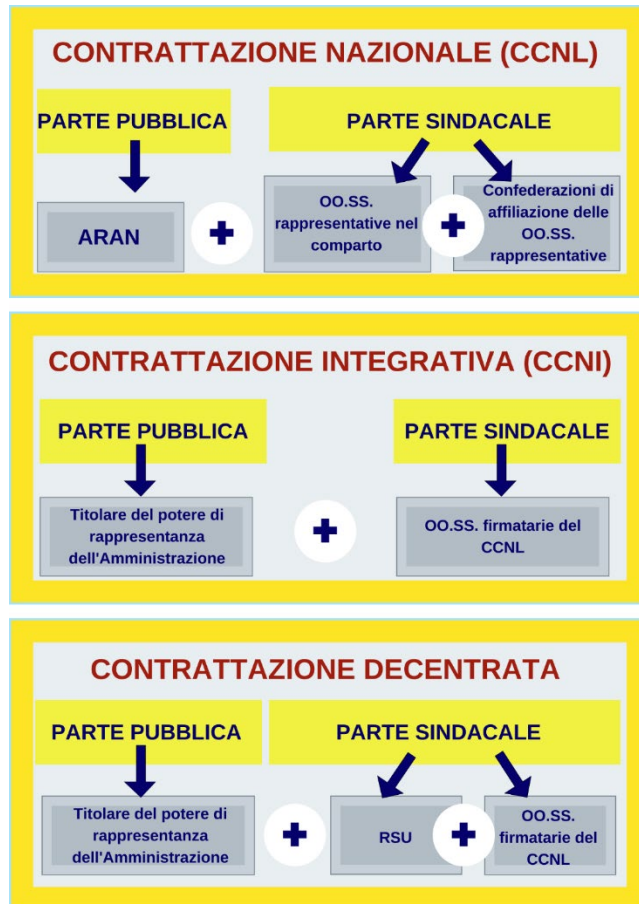 CONTRATTAZIONE NAZIONALE (CCNL)
PARTE PUBBLICA
PARTE SINDACALE
ARAN
+
OO.SS.
rappresentative nel
comparto
+
Confederazioni di
affiliazione delle
OO.SS.
rappresentative
CONTRATTAZIONE INTEGRATIVA (CCNI)
PARTE PUBBLICA
PARTE SINDACALE
Titolare del potere di
rappresentanza
dell'Amministrazione
+
OO.SS. firmatarie del
CCNL
CONTRATTAZIONE DECENTRATA
PARTE PUBBLICA
PARTE SINDACALE
Titolare del potere di
rappresentanza
dell'Amministrazione
+
RSU
+
OO.SS.
firmatarie del
CCNL